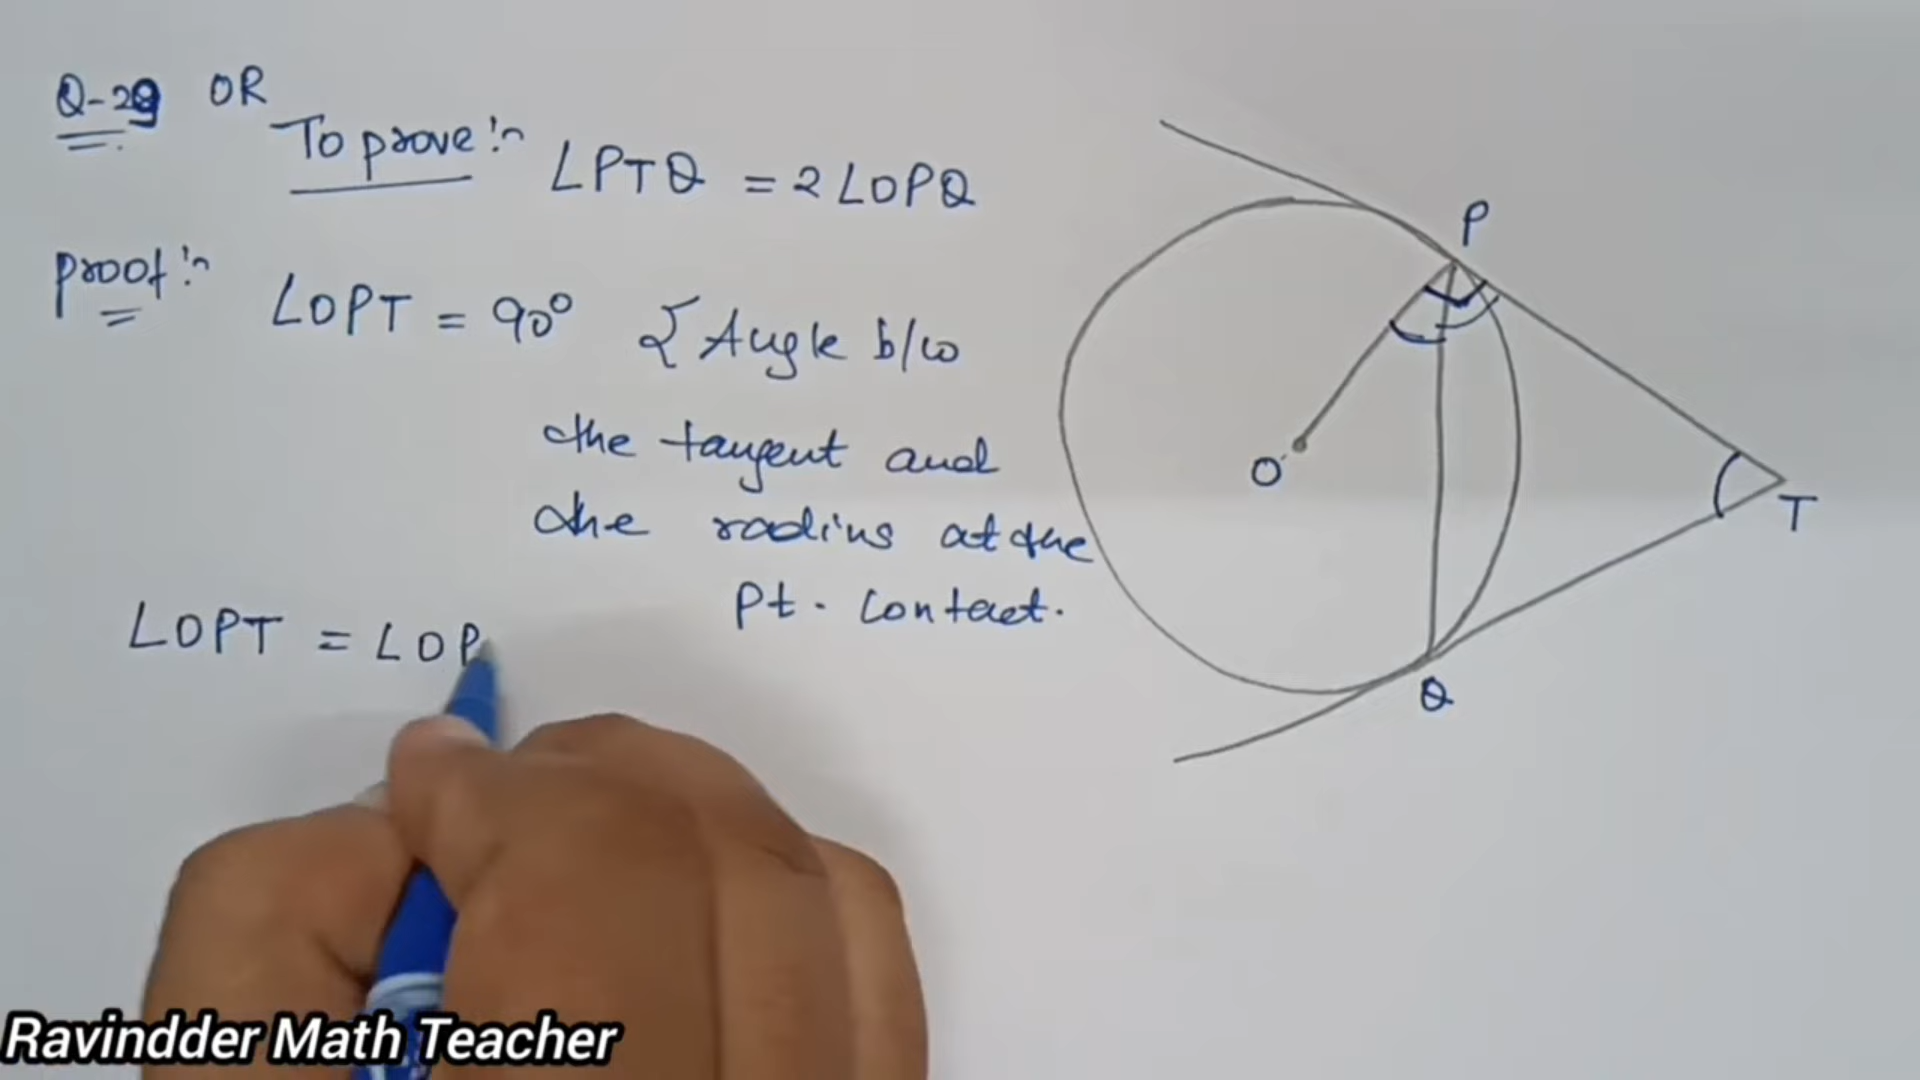 Q-29 OR
To prove:- ∠PTQ = 2∠OPQ
Proof:- ∠OPT = 90° {Angle b/w
the tangent and
the radius at the
Pt. contact.
∠OPT = ∠OP
P
O
T
Q
Ravindder Math Teacher